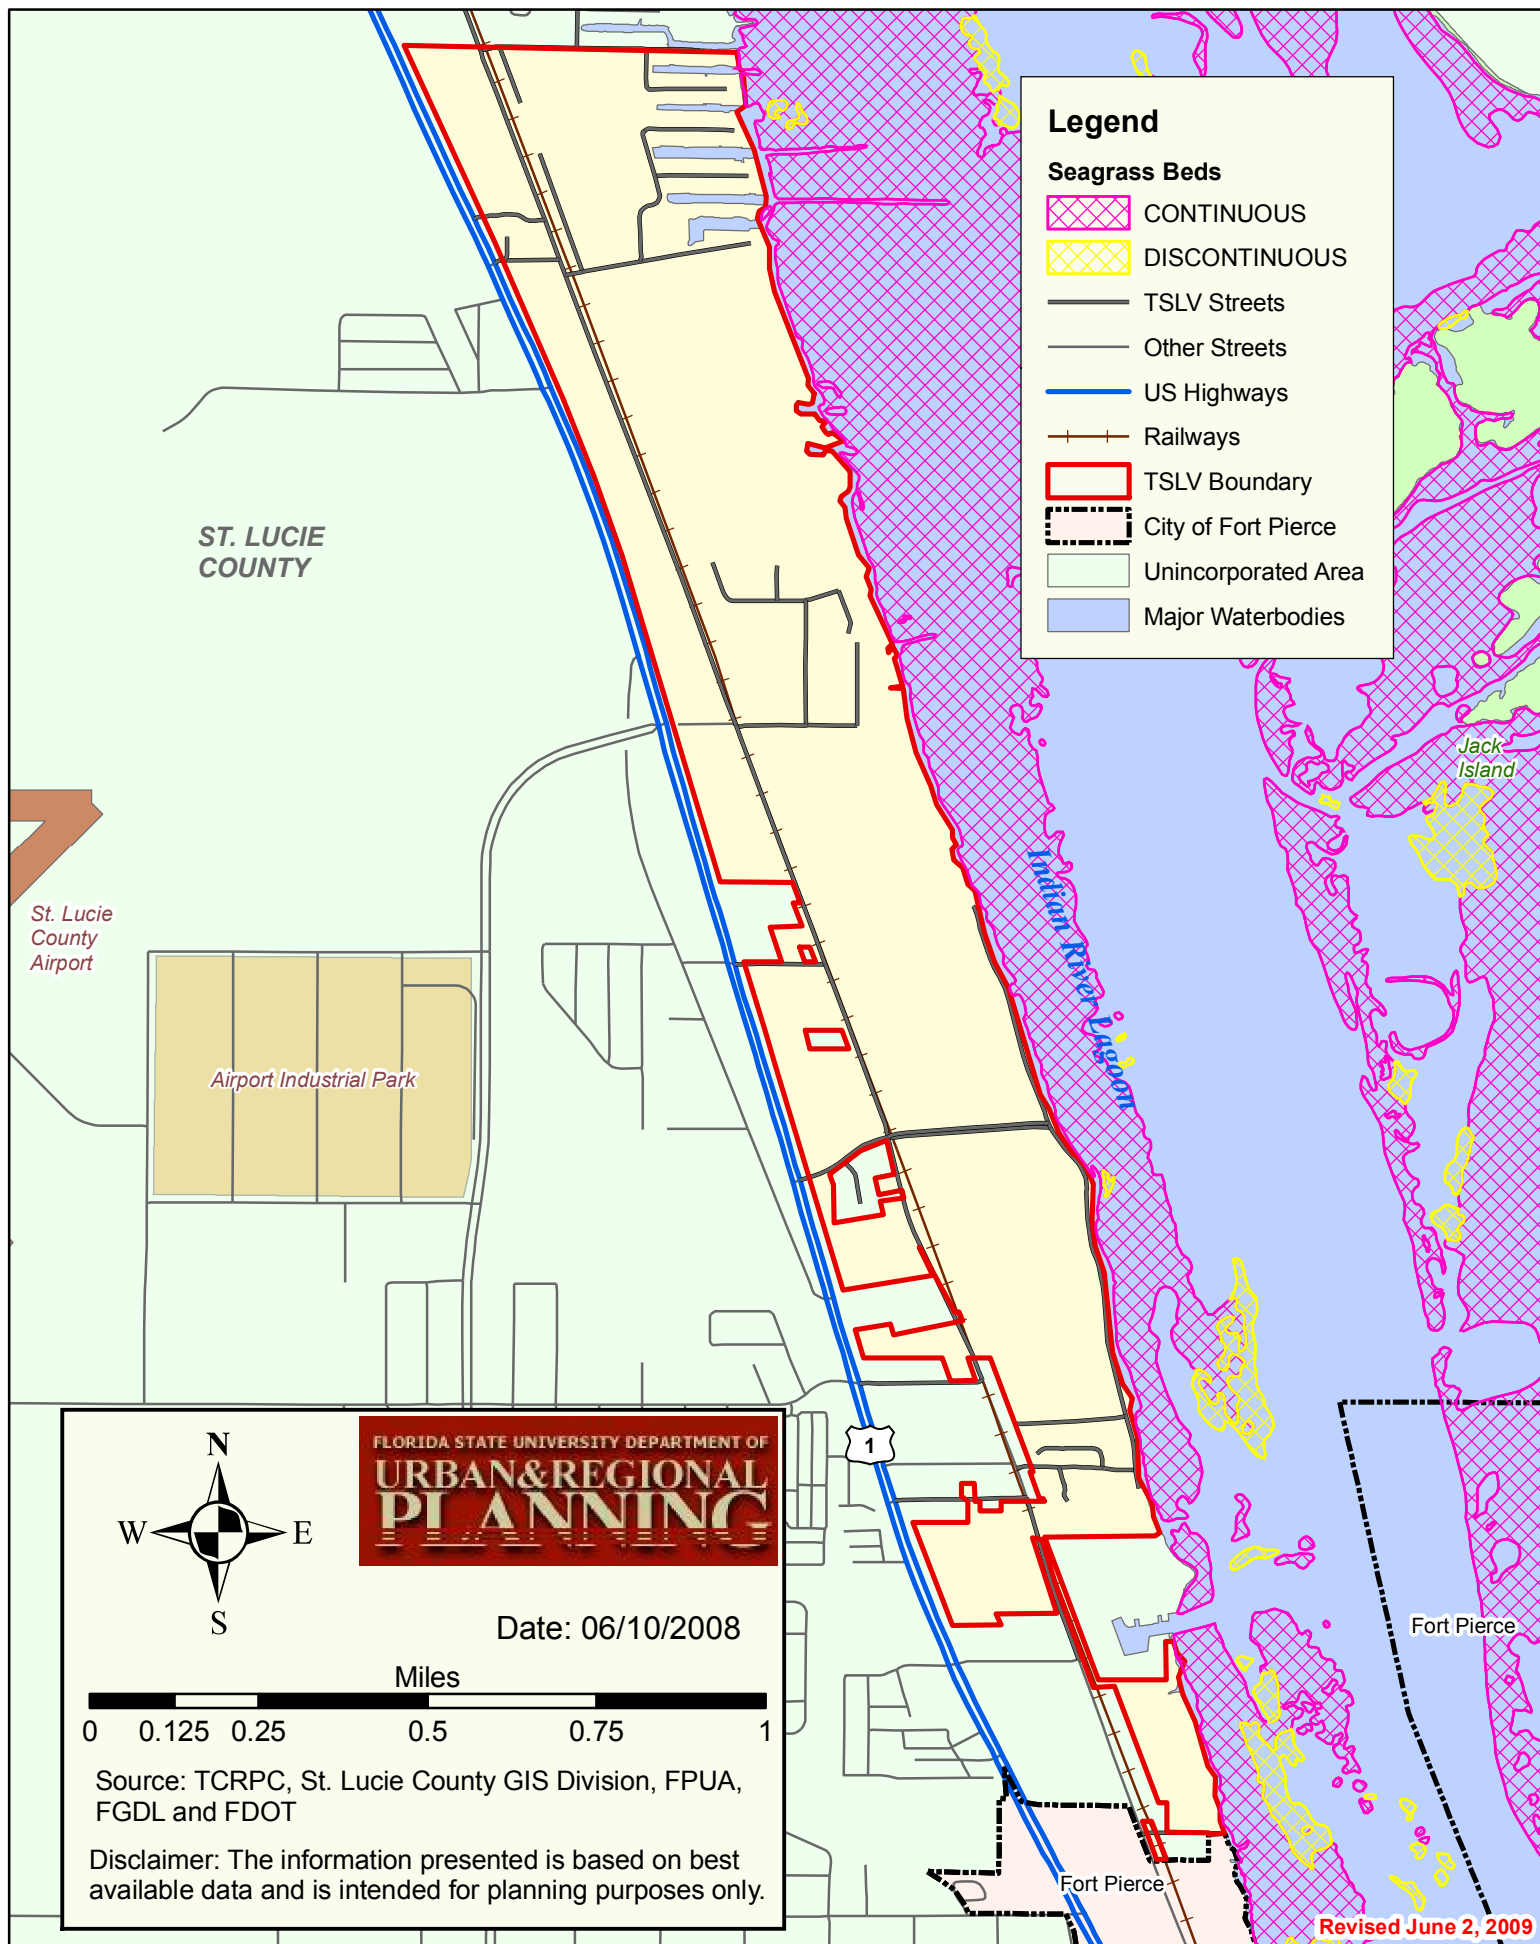 Legend
Seagrass Beds
CONTINUOUS
DISCONTINUOUS
TSLV Streets
Other Streets
US Highways
Railways
TSLV Boundary
City of Fort Pierce
Unincorporated Area
Major Waterbodies
ST. LUCIE
COUNTY
Jack
Island
Indian River Lagoon
St. Lucie
County
Airport
Airport Industrial Park
1
N
W
E
S
FLORIDA STATE UNIVERSITY DEPARTMENT OF
URBAN&REGIONAL
PLANNING
Date: 06/10/2008
Miles
0 0.125 0.25 0.5 0.75 1
Source: TCRPC, St. Lucie County GIS Division, FPUA,
FGDL and FDOT
Disclaimer: The information presented is based on best
available data and is intended for planning purposes only.
Fort Pierce
Fort Pierce
Revised June 2, 2009